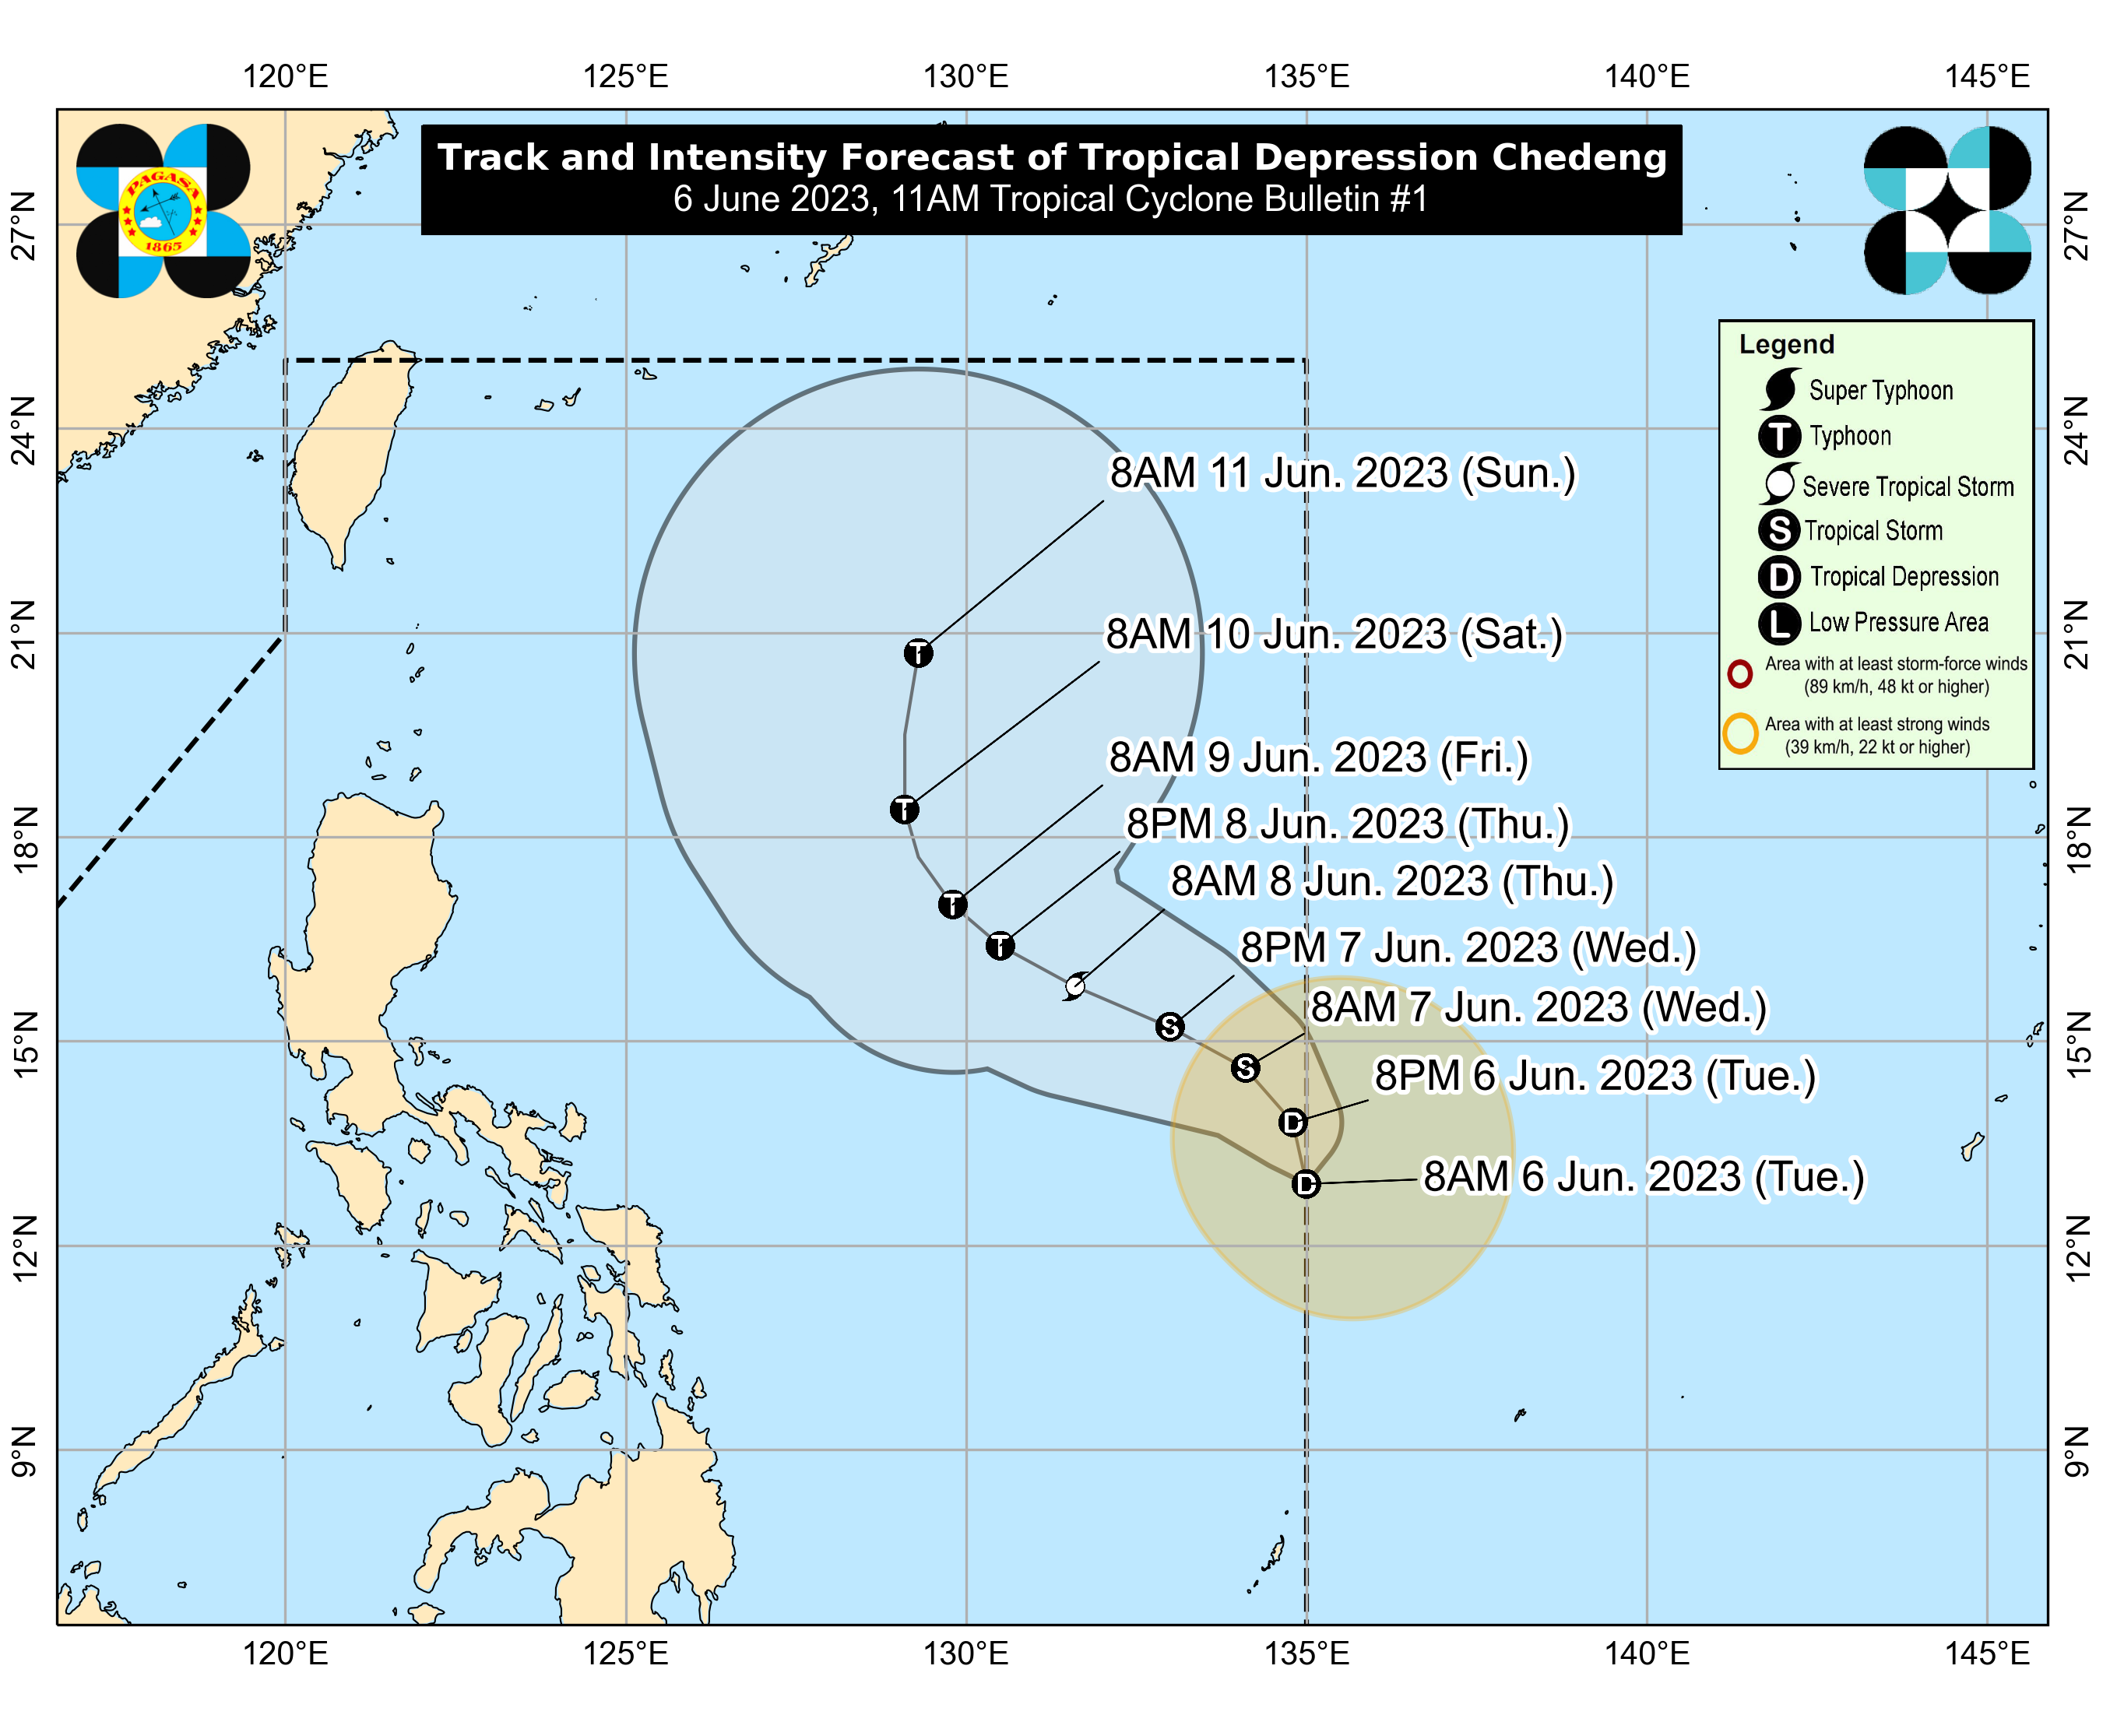 120°E 125°E 130°E 135°E 140°E 145°E
Track and Intensity Forecast of Tropical Depression Chedeng
6 June 2023, 11AM Tropical Cyclone Bulletin #1
PAGASA
1865
27°N 27°N
24°N 24°N
21°N 21°N
18°N 18°N
15°N 15°N
12°N 12°N
9°N 9°N
Legend
Super Typhoon
T Typhoon
Severe Tropical Storm
S Tropical Storm
D Tropical Depression
L Low Pressure Area
Area with at least storm-force winds
(89 km/h, 48 kt or higher)
Area with at least strong winds
(39 km/h, 22 kt or higher)
8AM 11 Jun. 2023 (Sun.)
T
8AM 10 Jun. 2023 (Sat.)
T
8AM 9 Jun. 2023 (Fri.)
T
8PM 8 Jun. 2023 (Thu.)
T
8AM 8 Jun. 2023 (Thu.)
8PM 7 Jun. 2023 (Wed.)
S
8AM 7 Jun. 2023 (Wed.)
S
8PM 6 Jun. 2023 (Tue.)
D
8AM 6 Jun. 2023 (Tue.)
D
120°E 125°E 130°E 135°E 140°E 145°E